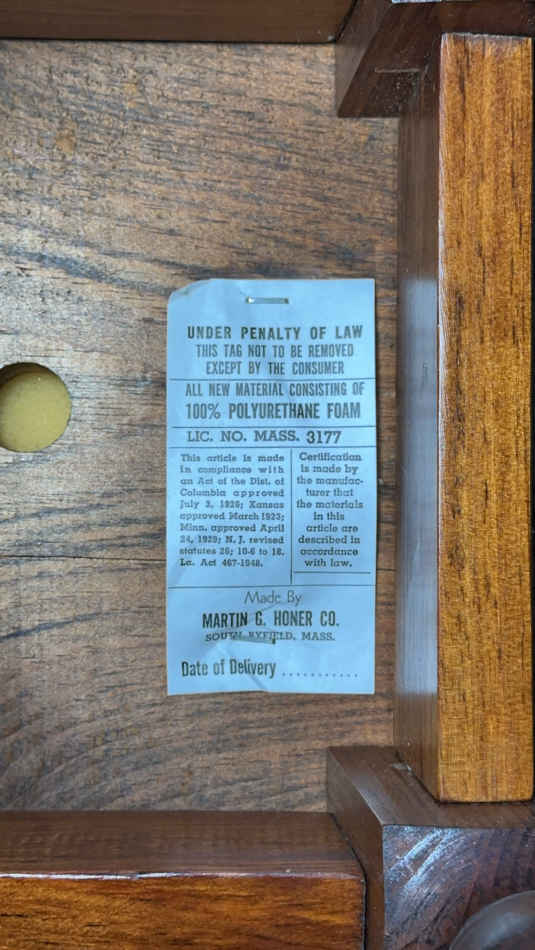 UNDER PENALTY OF LAW
THIS TAG NOT TO BE REMOVED
EXCEPT BY THE CONSUMER
ALL NEW MATERIAL CONSISTING OF
100% POLYURETHANE FOAM
LIC. NO. MASS. 3177
This article is made
in compliance with
an Act of the Dist. of
Columbia approved
July 3, 1926; Kansas
approved March 1923;
Minn. approved April
24, 1929; N. J. revised
statutes 26; 10-6 to 18.
La. Act 467-1948.
Certification
is made by
the manufac-
turer that
the materials
in this
article are
described in
accordance
with law.
Made By
MARTIN G. HONER CO.
SOUTH BYFIELD, MASS.
Date of Delivery ...........